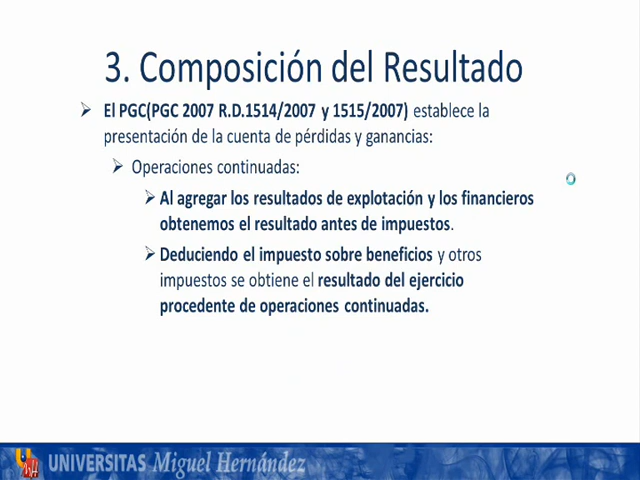 3. Composición del Resultado
El PGC(PGC 2007 R.D.1514/2007 y 1515/2007) establece la
presentación de la cuenta de pérdidas y ganancias:
Operaciones continuadas:
Al agregar los resultados de explotación y los financieros
obtenemos el resultado antes de impuestos.
Deduciendo el impuesto sobre beneficios y otros
impuestos se obtiene el resultado del ejercicio
procedente de operaciones continuadas.
UNIVERSITAS Miguel Hernández